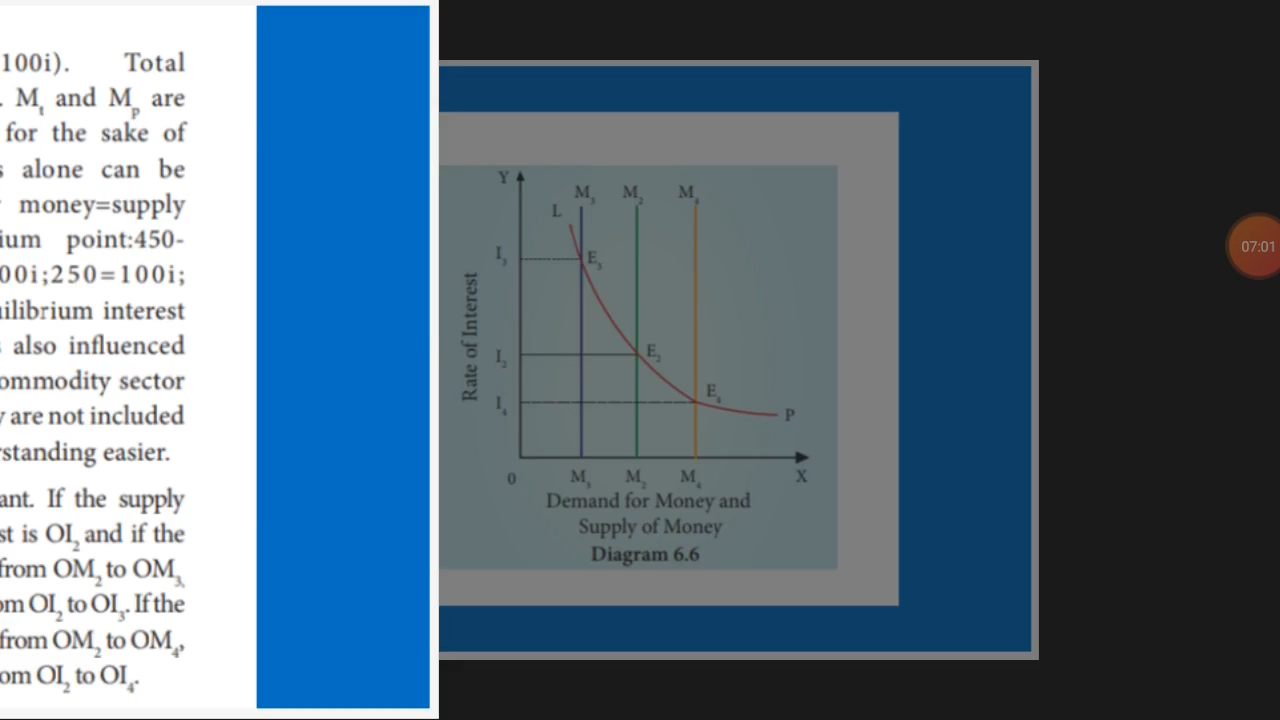 100i). Total
. Mt and Mp are
for the sake of
alone can be
money=supply
ium point:450-
00i;250=100i;
ilibrium interest
also influenced
ommodity sector
y are not included
rstanding easier.
ant. If the supply
st is OI2 and if the
from OM2 to OM3,
om OI2 to OI3. If the
from OM2 to OM4,
om OI2 to OI4.
Y
M3 M2 M4
L
I3 E3
Rate of Interest
I2 E2
I4 E4
P
0 M3 M2 M4 X
Demand for Money and
Supply of Money
Diagram 6.6
07:01